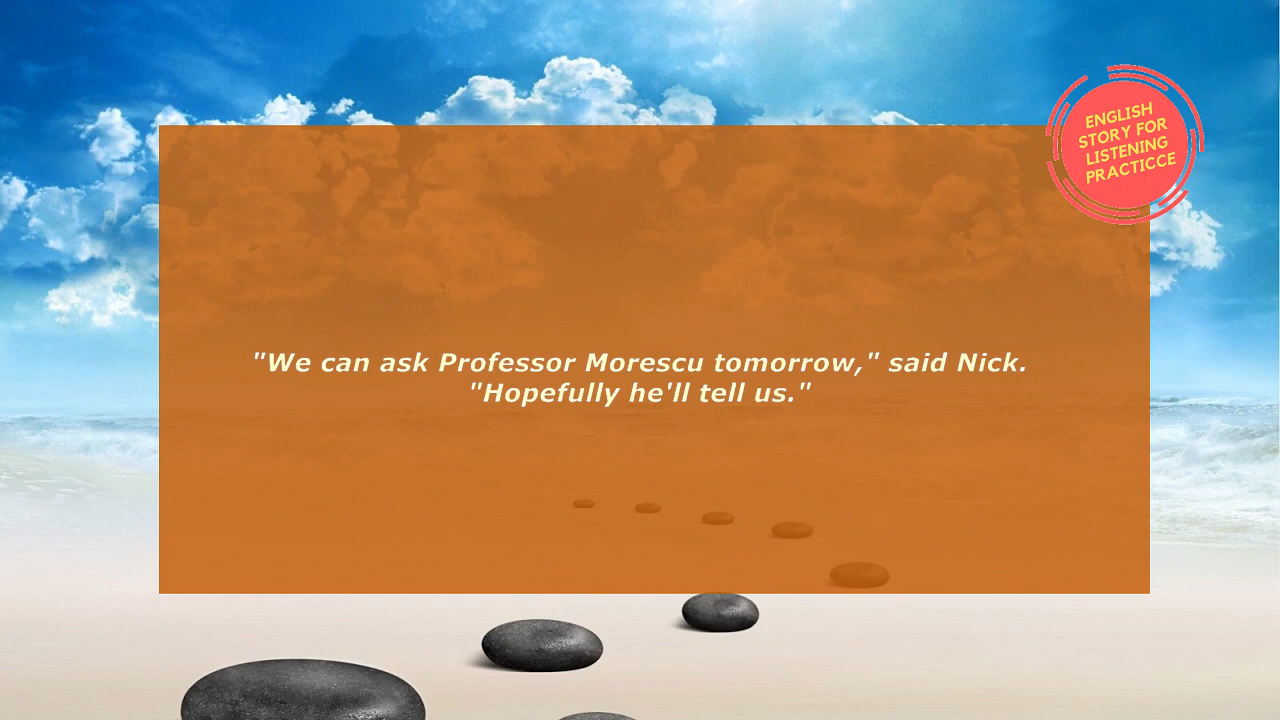 ENGLISH
STORY FOR
LISTENING
PRACTICCE
"We can ask Professor Morescu tomorrow," said Nick.
"Hopefully he'll tell us."